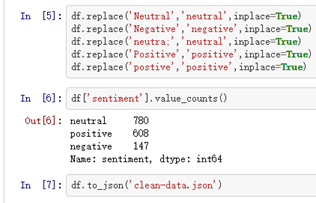 In [5]: df.replace('Neutral','neutral',inplace=True)
df.replace('Negative','negative',inplace=True)
df.replace('neutra:','neutral',inplace=True)
df.replace('Positive','positive',inplace=True)
df.replace('postive','positive',inplace=True)
In [6]: df['sentiment'].value_counts()
Out[6]: neutral 780
positive 608
negative 147
Name: sentiment, dtype: int64
In [7]: df.to_json('clean-data.json')